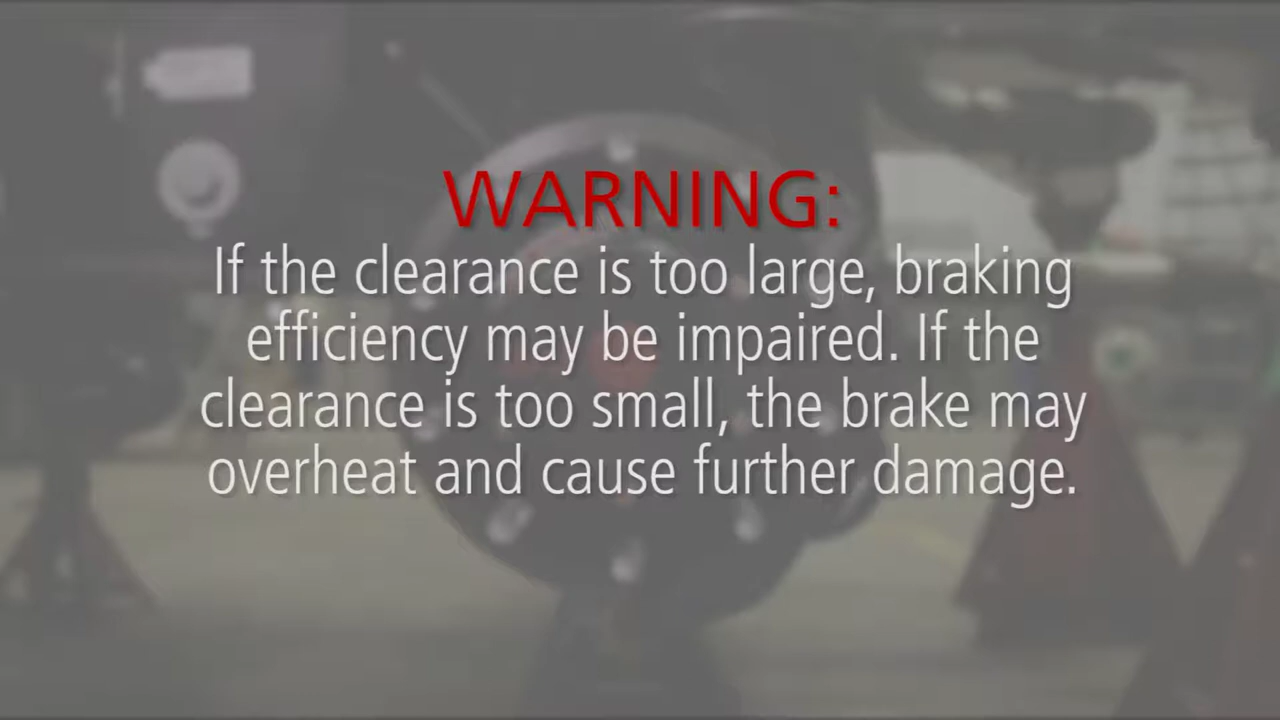 WARNING:
If the clearance is too large, braking
efficiency may be impaired. If the
clearance is too small, the brake may
overheat and cause further damage.